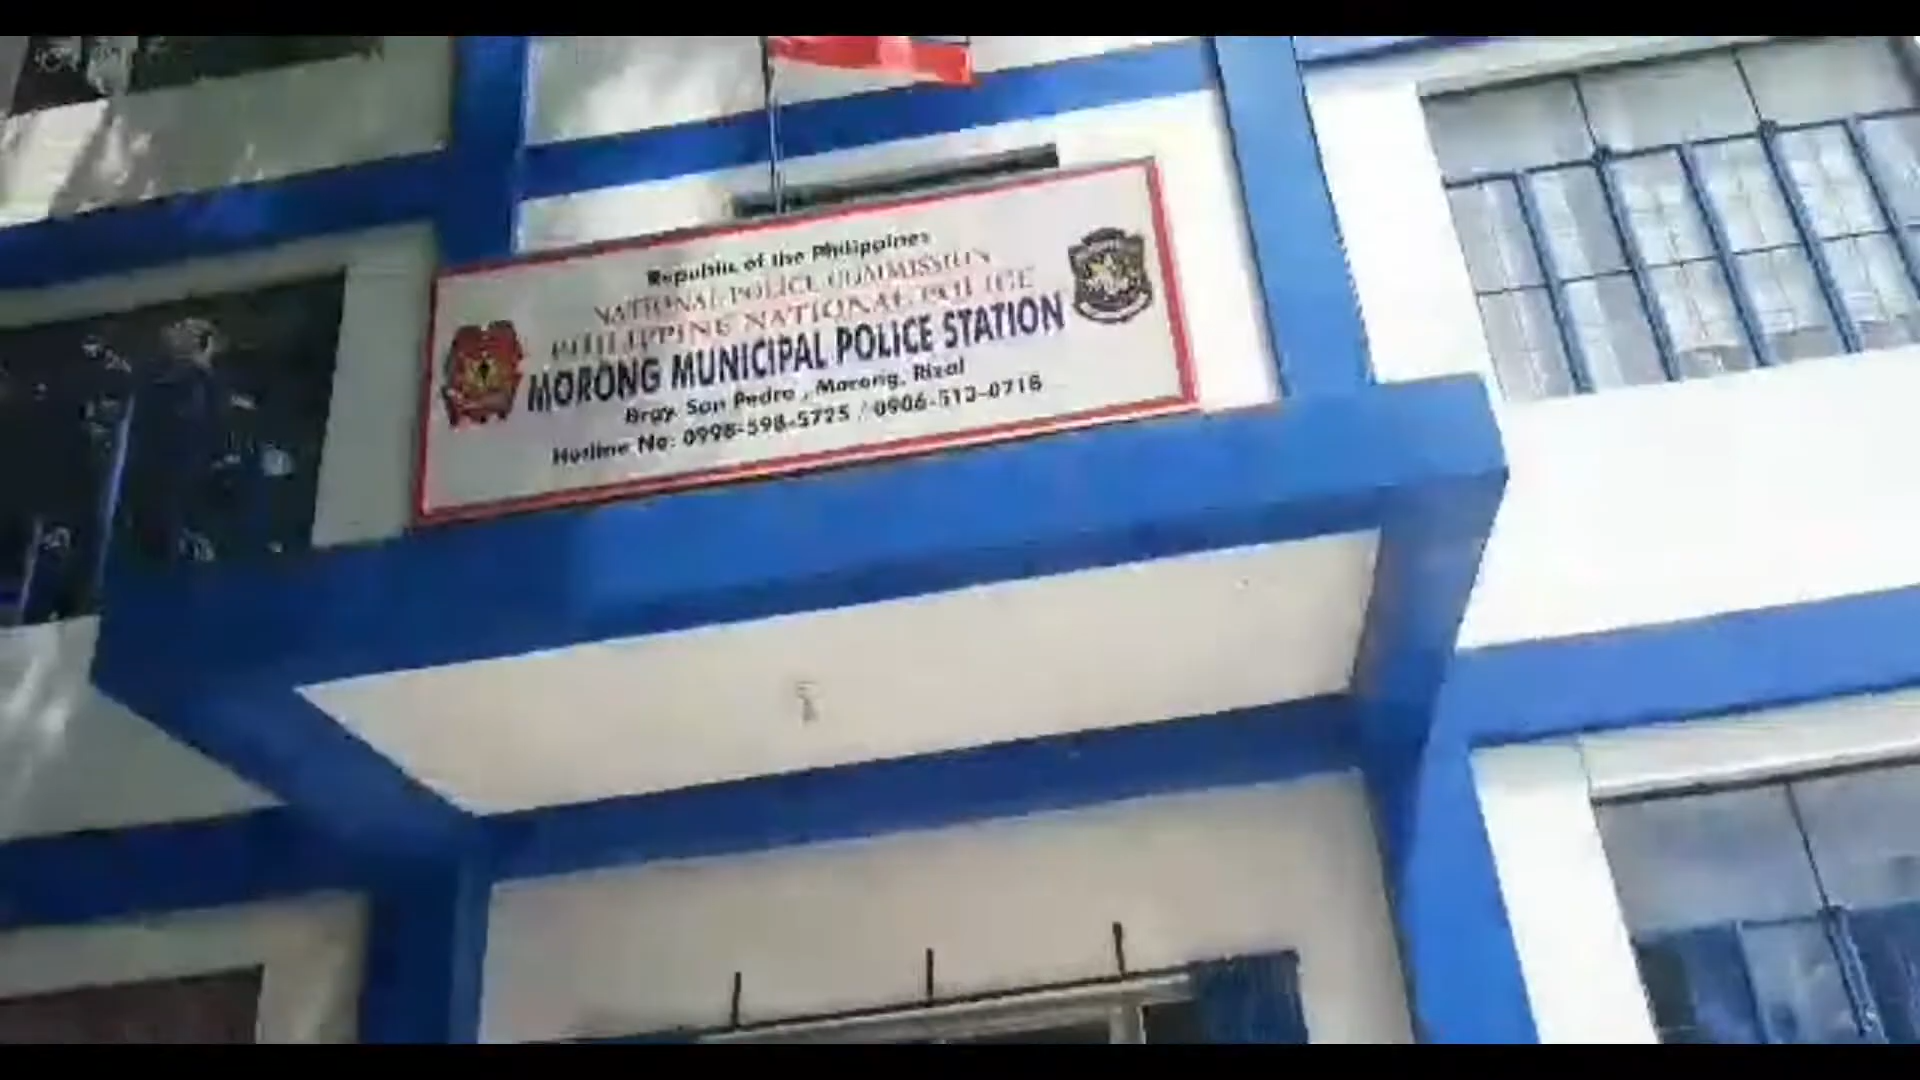 Republic of the Philippines
NATIONAL POLICE COMMISSION
PHILIPPINE NATIONAL POLICE
MORONG MUNICIPAL POLICE STATION
Brgy. San Pedro, Morong, Rizal
Hotline No: 0998-598-5725 / 0906-513-0718